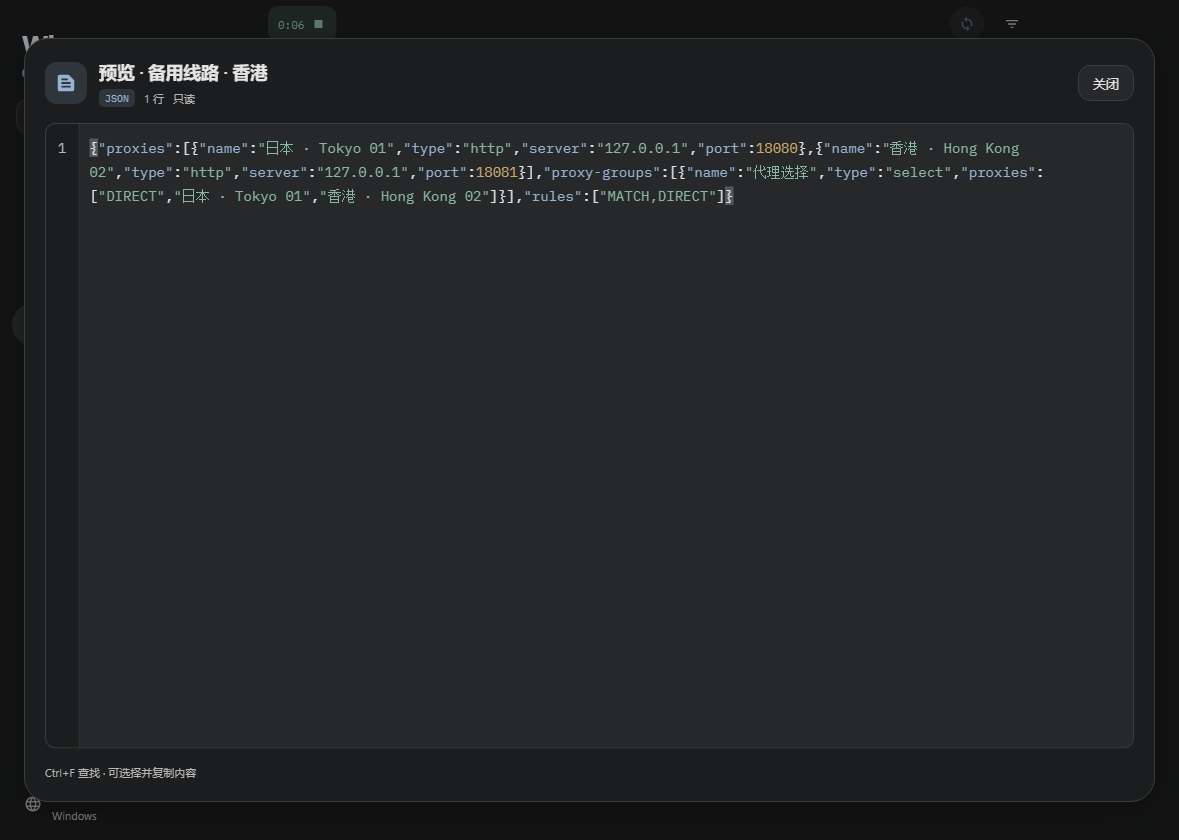 0:06
预览 · 备用线路 · 香港
JSON 1 行 只读
关闭
1
{"proxies":[{"name":"日本 · Tokyo 01","type":"http","server":"127.0.0.1","port":18080},{"name":"香港 · Hong Kong
02","type":"http","server":"127.0.0.1","port":18081}],"proxy-groups":[{"name":"代理选择","type":"select","proxies":
["DIRECT","日本 · Tokyo 01","香港 · Hong Kong 02"]}],"rules":["MATCH,DIRECT"]}
Ctrl+F 查找 · 可选择并复制内容
Windows